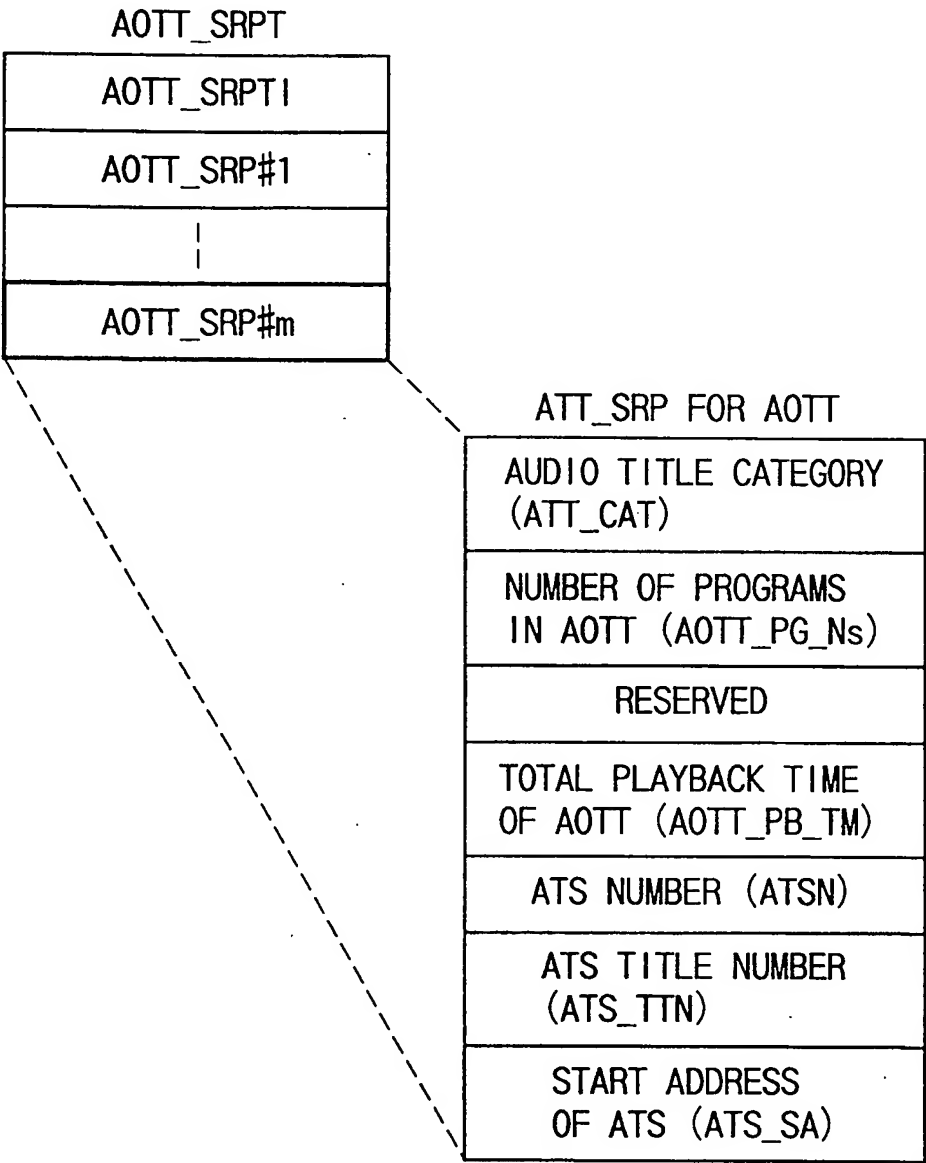 AOTT_SRPT
AOTT_SRPTI
AOTT_SRP#1
AOTT_SRP#m
ATT_SRP FOR AOTT
AUDIO TITLE CATEGORY
(ATT_CAT)
NUMBER OF PROGRAMS
IN AOTT (AOTT_PG_Ns)
RESERVED
TOTAL PLAYBACK TIME
OF AOTT (AOTT_PB_TM)
ATS NUMBER (ATSN)
ATS TITLE NUMBER
(ATS_TTN)
START ADDRESS
OF ATS (ATS_SA)